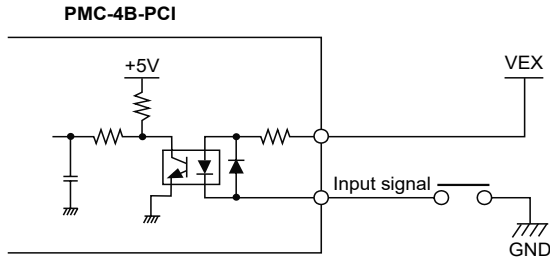 PMC-4B-PCI
+5V
VEX
Input signal
GND